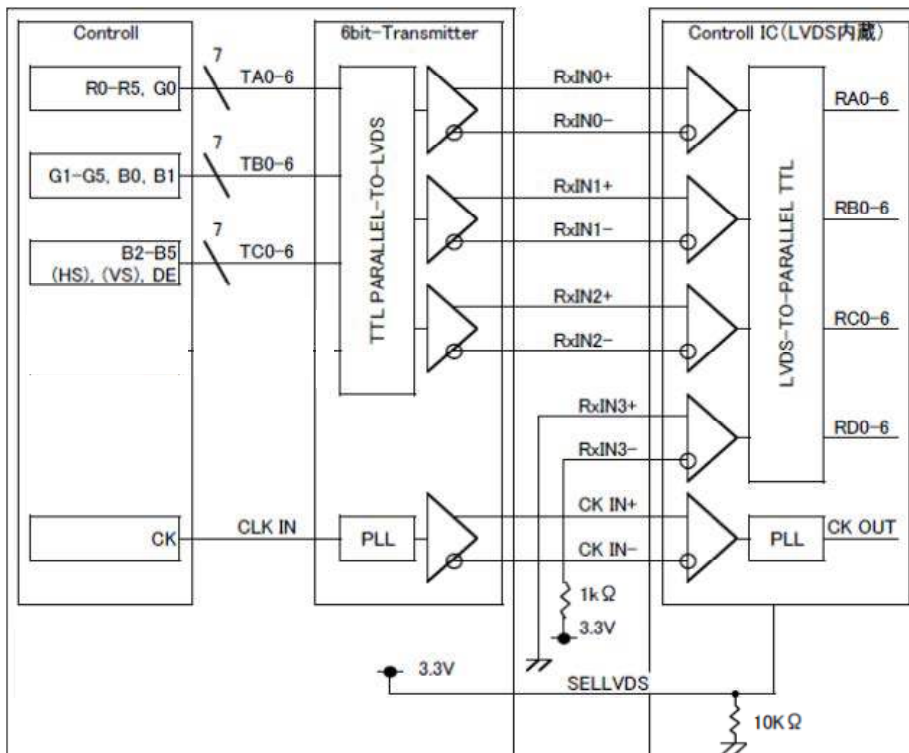 Controll
6bit-Transmitter
Controll IC(LVDS内蔵)
R0-R5, G0
7
TA0-6
RxIN0+
RxIN0-
RA0-6
G1-G5, B0, B1
7
TB0-6
RxIN1+
RxIN1-
RB0-6
B2-B5
(HS), (VS), DE
7
TC0-6
RxIN2+
RxIN2-
RC0-6
TTL PARALLEL-TO-LVDS
LVDS-TO-PARALLEL TTL
RxIN3+
RxIN3-
RD0-6
CK
CLK IN
PLL
CK IN+
CK IN-
PLL
CK OUT
1kΩ
3.3V
3.3V
SELLVDS
10KΩ